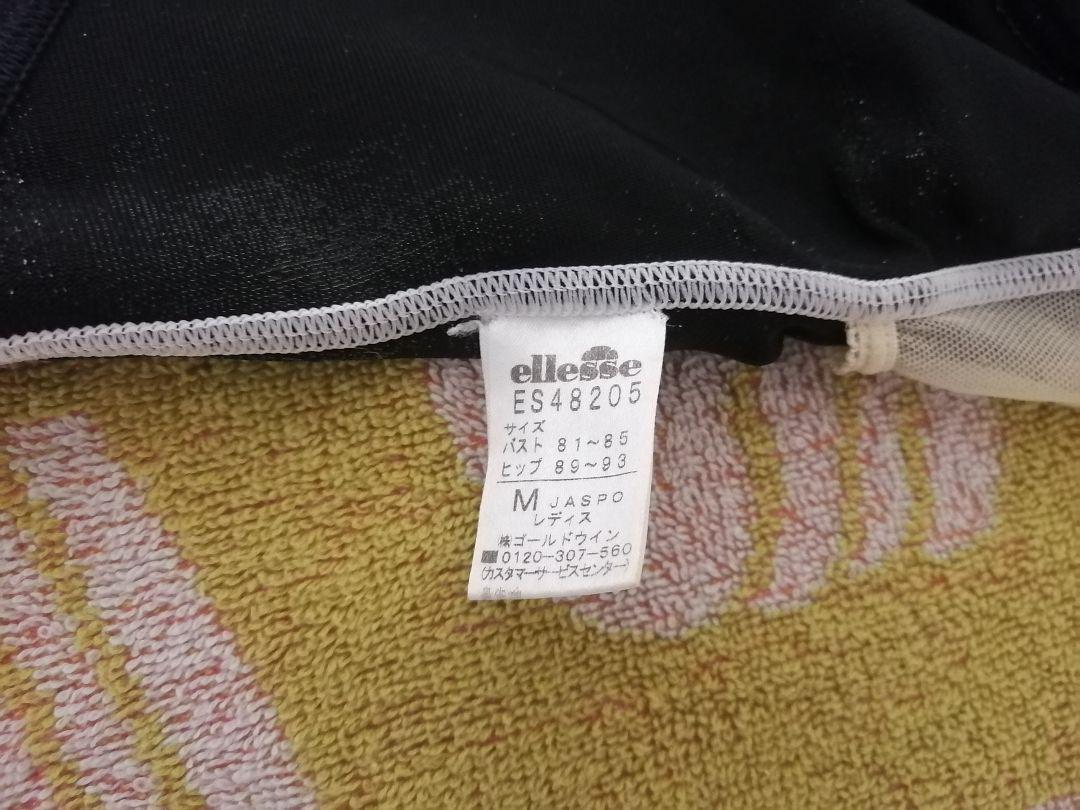 ellesse
ES48205
サイズ
バスト 81～85
ヒップ 89～93
M JASPO
レディス
㈱ゴールドウイン
0120-307-560
(カスタマーサービスセンター)